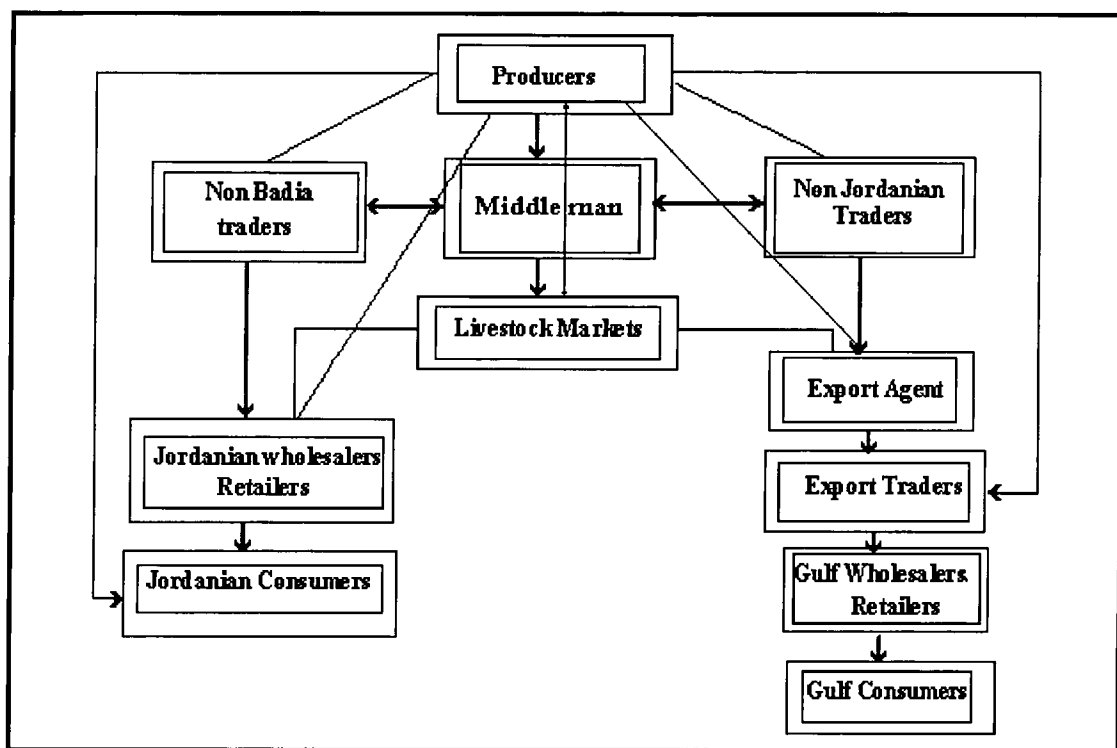 Producers
Non Badia
traders
Middleman
Non Jordanian
Traders
Livestock Markets
Export Agent
Jordanian wholesalers
Retailers
Export Traders
Jordanian Consumers
Gulf Wholesalers.
Retailers
Gulf Consumers